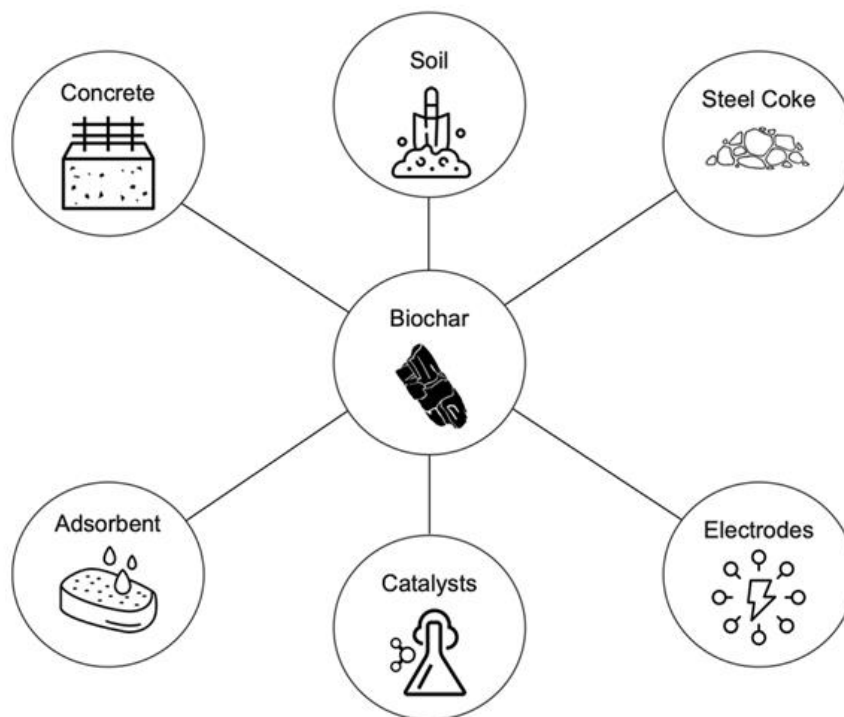 Soil
Concrete
Steel Coke
Biochar
Adsorbent
Electrodes
Catalysts